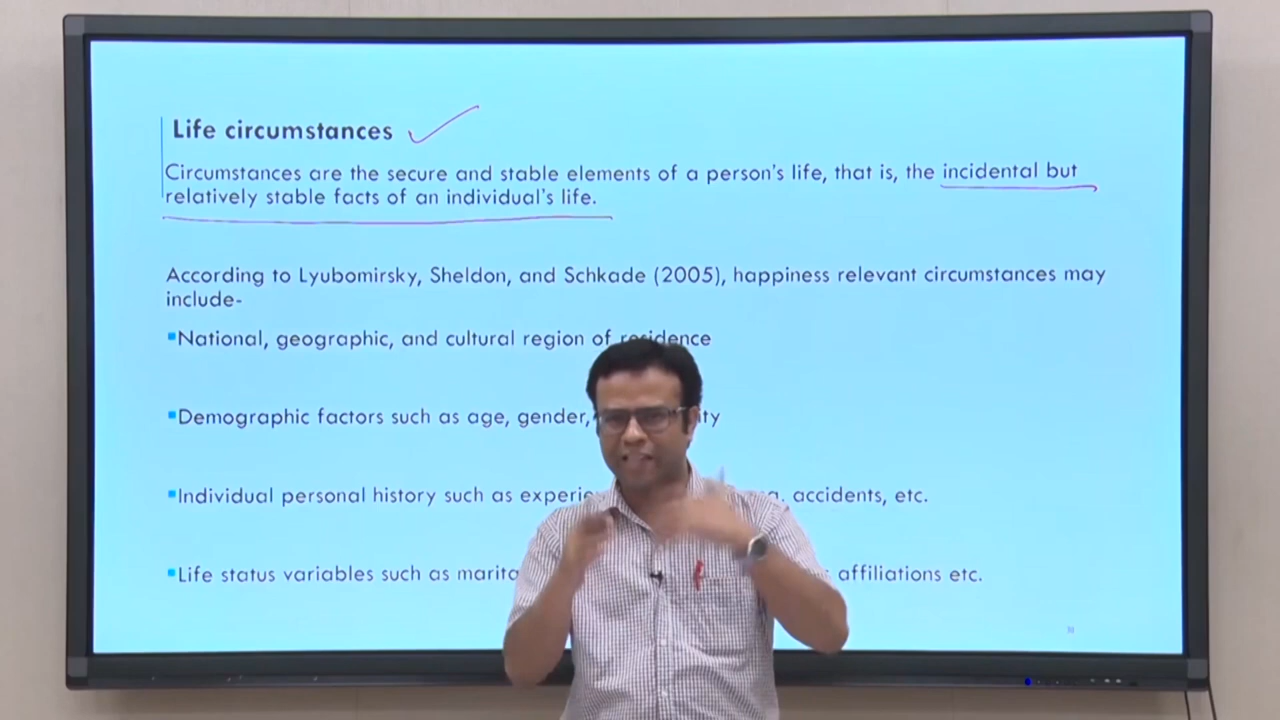 Life circumstances
Circumstances are the secure and stable elements of a person's life, that is, the incidental but
relatively stable facts of an individual's life.
According to Lyubomirsky, Sheldon, and Schkade (2005), happiness relevant circumstances may
include-
▪National, geographic, and cultural region of residence
▪Demographic factors such as age, gender,
▪Individual personal history such as accidents, etc.
▪Life status variables such as affiliations etc.